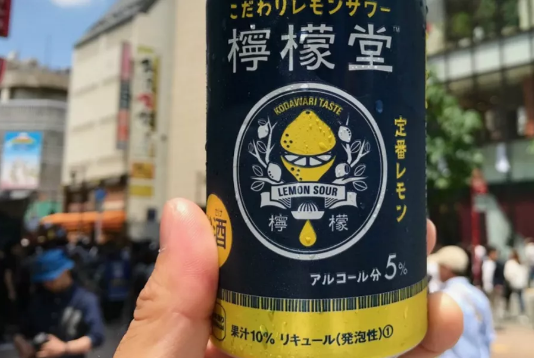 こだわりレモンサワー
檸檬堂
KODAWARI TASTE
定番レモン
LEMON SOUR
檸檬
酒
アルコール分5%
果汁10% リキュール(発泡性)①